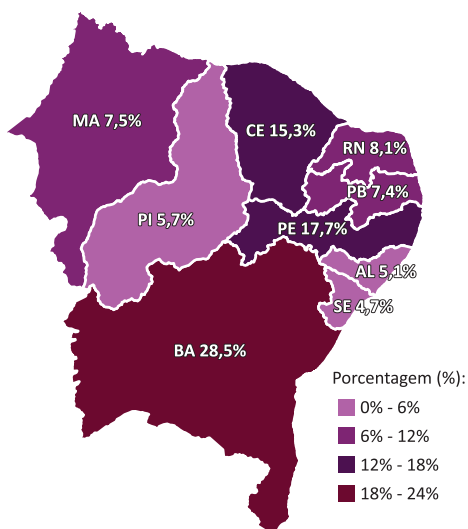 MA 7,5%
CE 15,3%
RN 8,1%
PB 7,4%
PI 5,7%
PE 17,7%
AL 5,1%
SE 4,7%
BA 28,5%
Porcentagem (%):
0% - 6%
6% - 12%
12% - 18%
18% - 24%